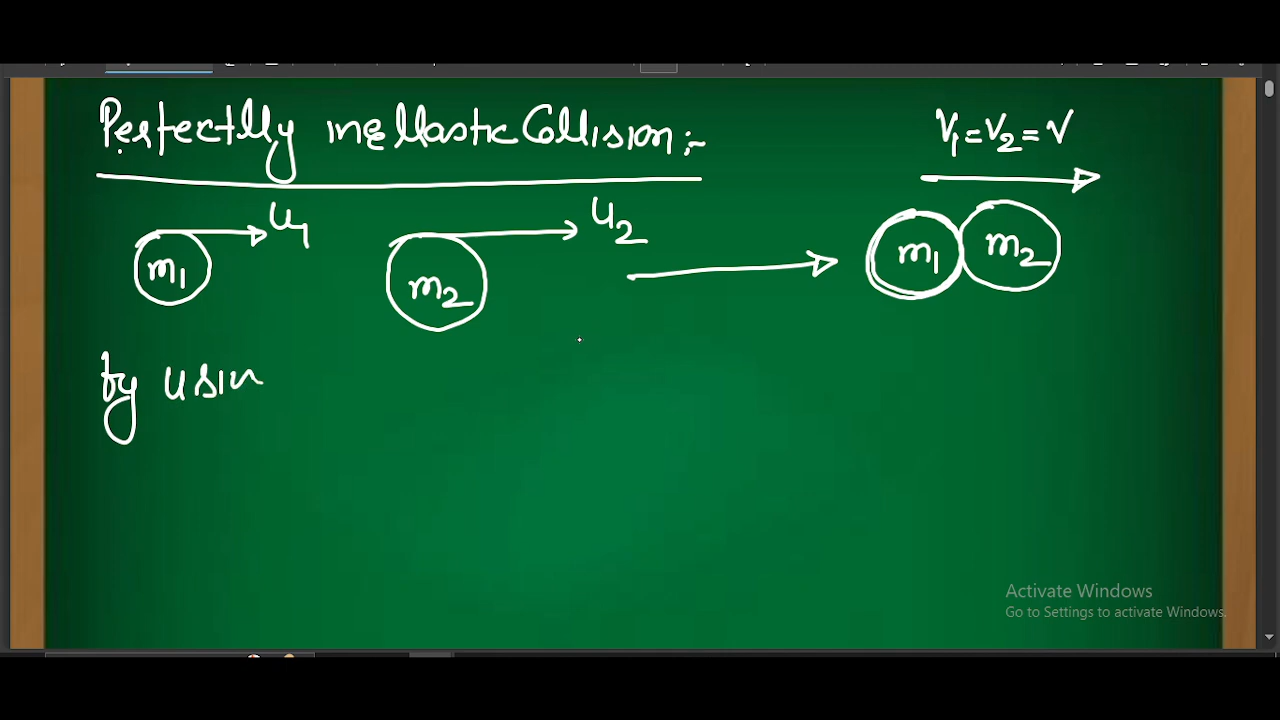 Perfectlly inellastic Collision:-
V1=V2=V
u1
u2
m1
m2
m1
m2
by usin
Activate Windows
Go to Settings to activate Windows.